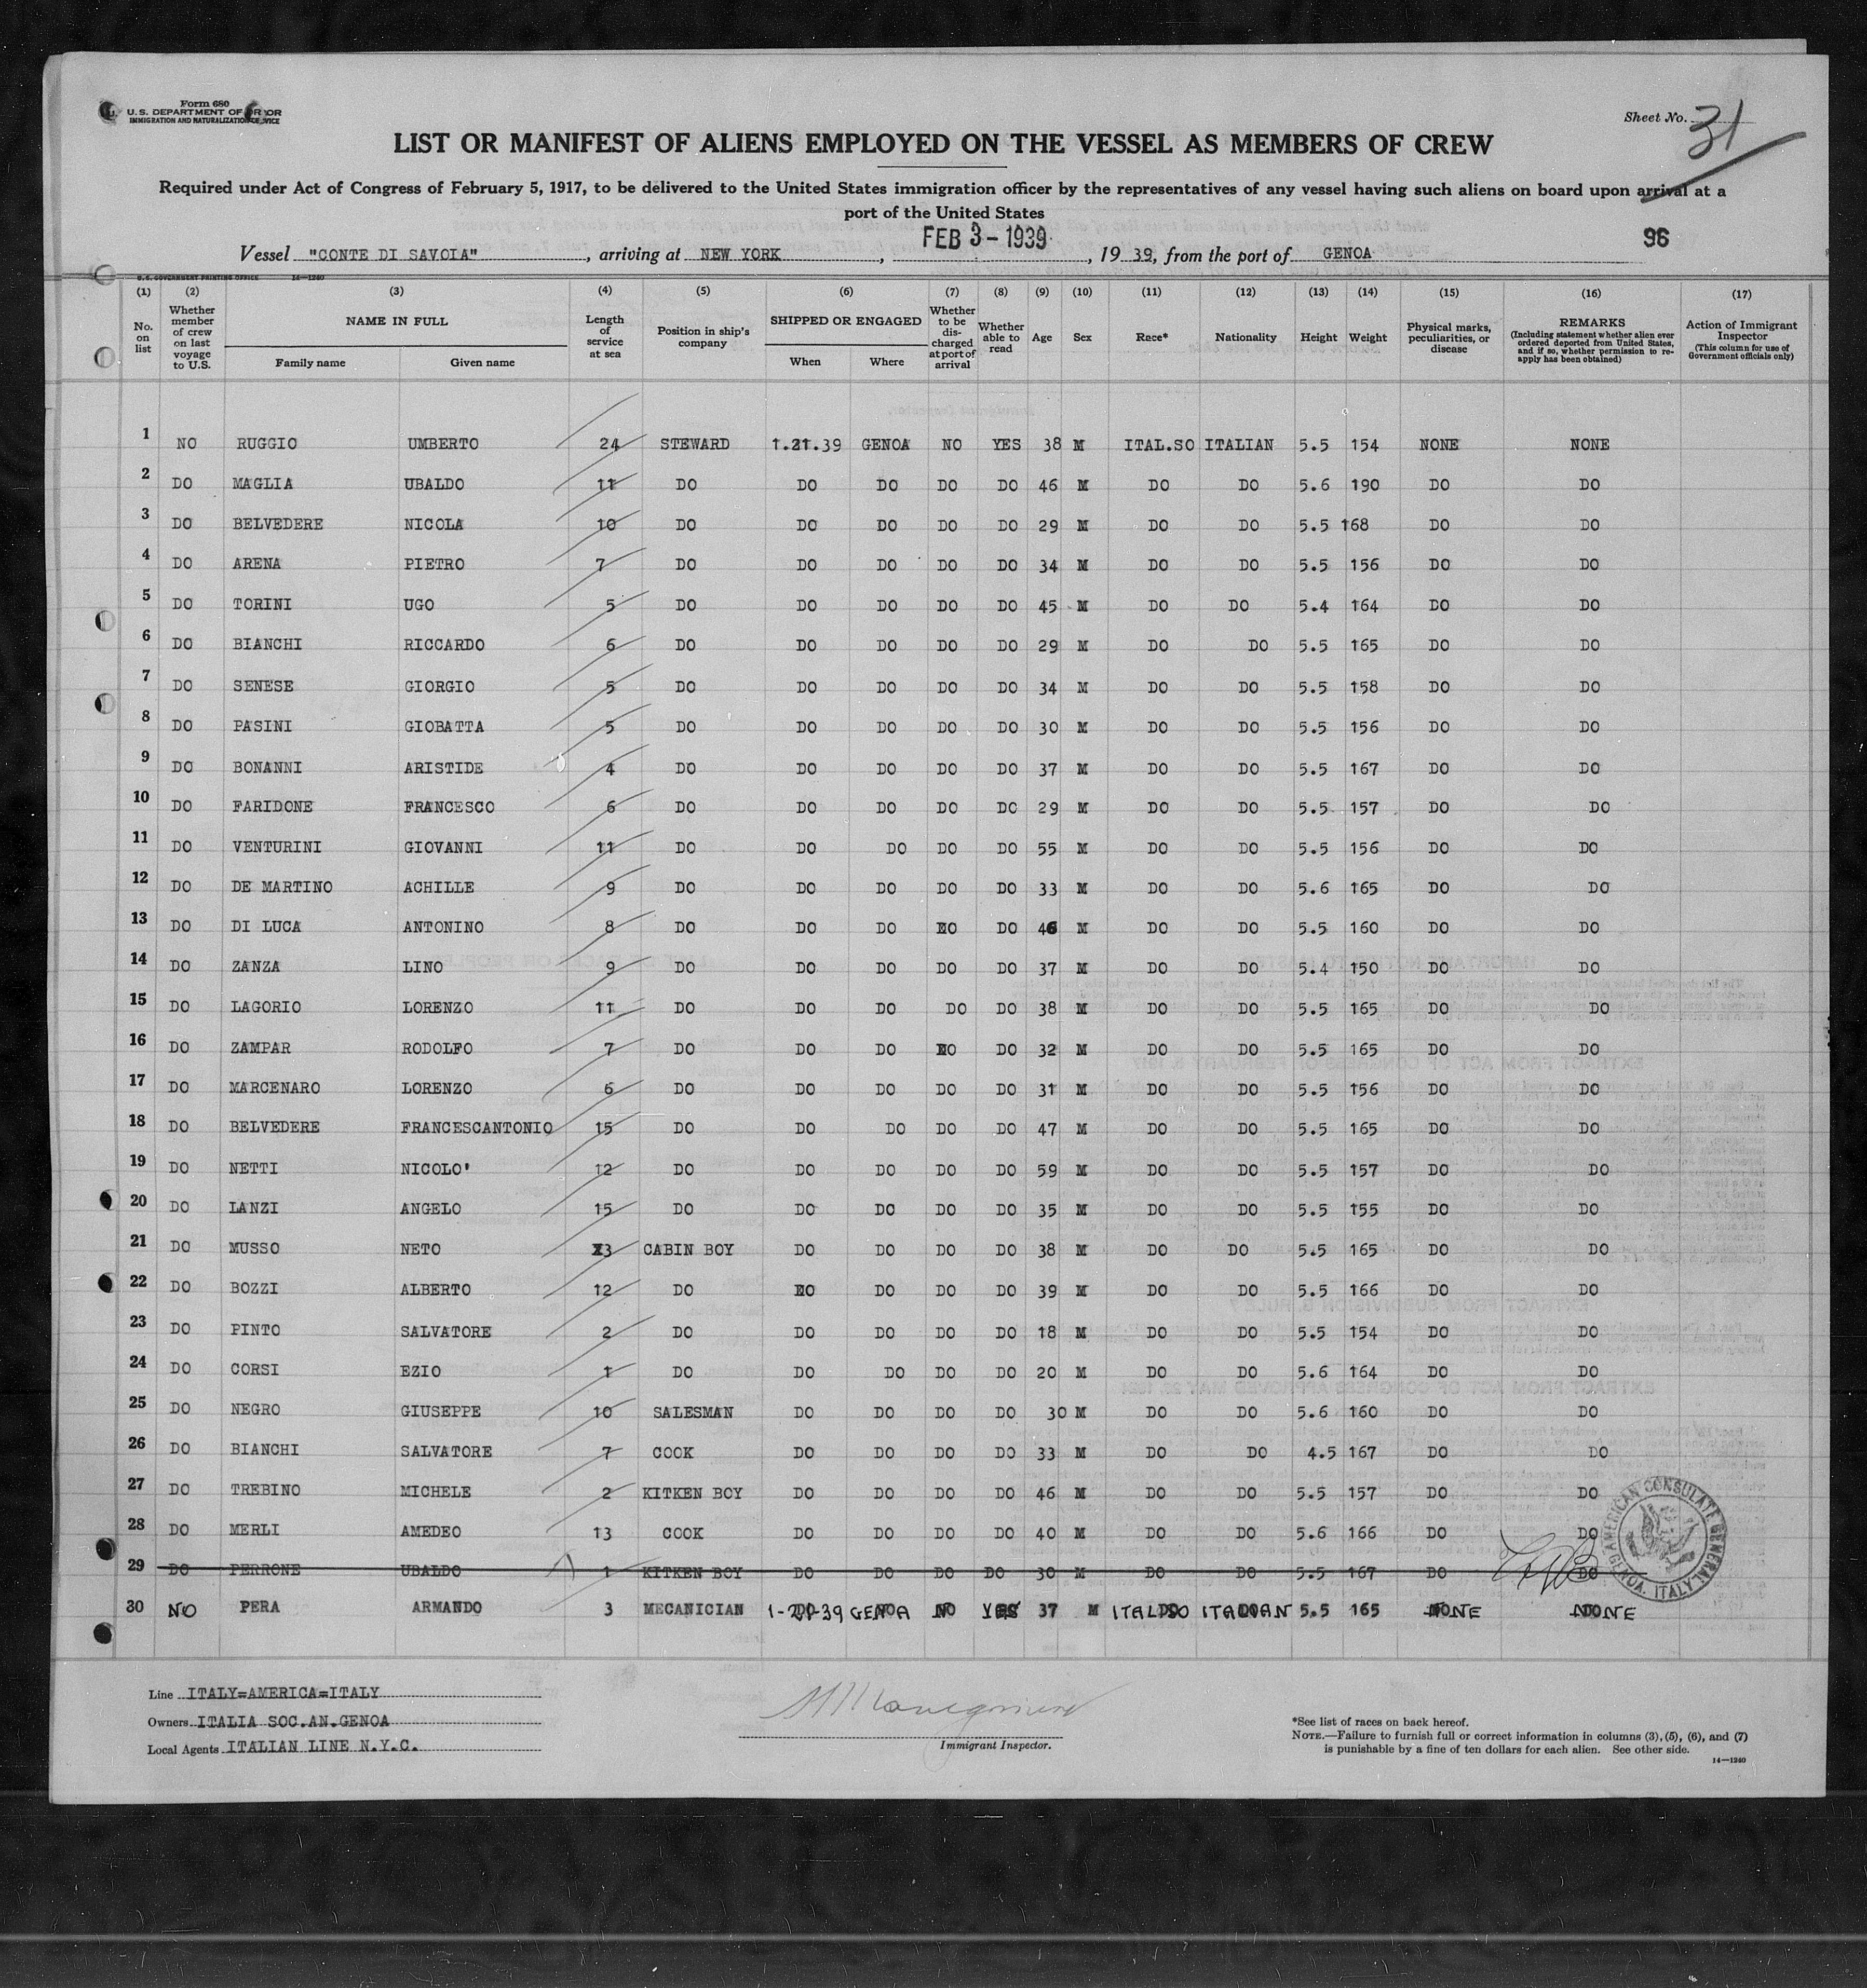 Form 680
U.S. DEPARTMENT OF
IMMIGRATION AND NATURALIZATION SERVICE
Sheet No. 31
LIST OR MANIFEST OF ALIENS EMPLOYED ON THE VESSEL AS MEMBERS OF CREW
Required under Act of Congress of February 5, 1917, to be delivered to the United States immigration officer by the representatives of any vessel having such aliens on board upon arrival at a
port of the United States
FEB 3 - 1939
96
Vessel "CONTE DI SAVOIA", arriving at NEW YORK, , 19 39, from the port of GENOA
U.S. GOVERNMENT PRINTING OFFICE 14—1240
(1) (2) (3) (4) (5) (6) (7) (8) (9) (10) (11) (12) (13) (14) (15) (16) (17)
No. on list
Whether member of crew on last voyage to U.S.
NAME IN FULL
Family name Given name
Length of service at sea
Position in ship's company
SHIPPED OR ENGAGED
When Where
Whether to be discharged at port of arrival
Whether able to read
Age Sex Race* Nationality Height Weight
Physical marks, peculiarities, or disease
REMARKS
(Including statement whether alien ever ordered deported from United States, and if so, whether permission to reapply has been obtained)
Action of Immigrant Inspector
(This column for use of Government officials only)
1 NO RUGGIO UMBERTO 24 STEWARD 1.21.39 GENOA NO YES 38 M ITAL.SO ITALIAN 5.5 154 NONE NONE
2 DO MAGLIA UBALDO 11 DO DO DO DO DO 46 M DO DO 5.6 190 DO DO
3 DO BELVEDERE NICOLA 10 DO DO DO DO DO 29 M DO DO 5.5 168 DO DO
4 DO ARENA PIETRO 7 DO DO DO DO DO 34 M DO DO 5.5 156 DO DO
5 DO TORINI UGO 5 DO DO DO DO DO 45 M DO DO 5.4 164 DO DO
6 DO BIANCHI RICCARDO 6 DO DO DO DO DO 29 M DO DO 5.5 165 DO DO
7 DO SENESE GIORGIO 5 DO DO DO DO DO 34 M DO DO 5.5 158 DO DO
8 DO PASINI GIOBATTA 5 DO DO DO DO DO 30 M DO DO 5.5 156 DO DO
9 DO BONANNI ARISTIDE 4 DO DO DO DO DO 37 M DO DO 5.5 167 DO DO
10 DO FARIDONE FRANCESCO 6 DO DO DO DO DO 29 M DO DO 5.5 157 DO DO
11 DO VENTURINI GIOVANNI 11 DO DO DO DO DO 55 M DO DO 5.5 156 DO DO
12 DO DE MARTINO ACHILLE 9 DO DO DO DO DO 33 M DO DO 5.6 165 DO DO
13 DO DI LUCA ANTONINO 8 DO DO DO DO DO 46 M DO DO 5.5 160 DO DO
14 DO ZANZA LINO 9 DO DO DO DO DO 37 M DO DO 5.4 150 DO DO
15 DO LAGORIO LORENZO 11 DO DO DO DO DO 38 M DO DO 5.5 165 DO DO
16 DO ZAMPAR RODOLFO 7 DO DO DO DO DO 32 M DO DO 5.5 165 DO DO
17 DO MARCENARO LORENZO 6 DO DO DO DO DO 31 M DO DO 5.5 156 DO DO
18 DO BELVEDERE FRANCESCANTONIO 15 DO DO DO DO DO 47 M DO DO 5.5 165 DO DO
19 DO NETTI NICOLO' 12 DO DO DO DO DO 59 M DO DO 5.5 157 DO DO
20 DO LANZI ANGELO 15 DO DO DO DO DO 35 M DO DO 5.5 155 DO DO
21 DO MUSSO NETO 13 CABIN BOY DO DO DO DO 38 M DO DO 5.5 165 DO DO
22 DO BOZZI ALBERTO 12 DO DO DO DO DO 39 M DO DO 5.5 166 DO DO
23 DO PINTO SALVATORE 2 DO DO DO DO DO 18 M DO DO 5.5 154 DO DO
24 DO CORSI EZIO 1 DO DO DO DO DO 20 M DO DO 5.6 164 DO DO
25 DO NEGRO GIUSEPPE 10 SALESMAN DO DO DO DO 30 M DO DO 5.6 160 DO DO
26 DO BIANCHI SALVATORE 7 COOK DO DO DO DO 33 M DO DO 4.5 167 DO DO
27 DO TREBINO MICHELE 2 KITKEN BOY DO DO DO DO 46 M DO DO 5.5 157 DO DO
28 DO MERLI AMEDEO 13 COOK DO DO DO DO 40 M DO DO 5.6 166 DO DO
29 DO PERRONE UBALDO 1 KITKEN BOY DO DO DO DO 30 M DO DO 5.5 167 DO DO
30 NO PERA ARMANDO 3 MECANICIAN 1-21-39 GENOA NO YES 37 M ITAL SO ITALIAN 5.5 165 NONE NONE
AMERICAN CONSULATE GENERAL
GENOA, ITALY
Line ITALY=AMERICA=ITALY
Owners ITALIA SOC.AN.GENOA
Local Agents ITALIAN LINE N.Y.C.
Immigrant Inspector.
*See list of races on back hereof.
NOTE.—Failure to furnish full or correct information in columns (3), (5), (6), and (7)
is punishable by a fine of ten dollars for each alien. See other side.
14—1240